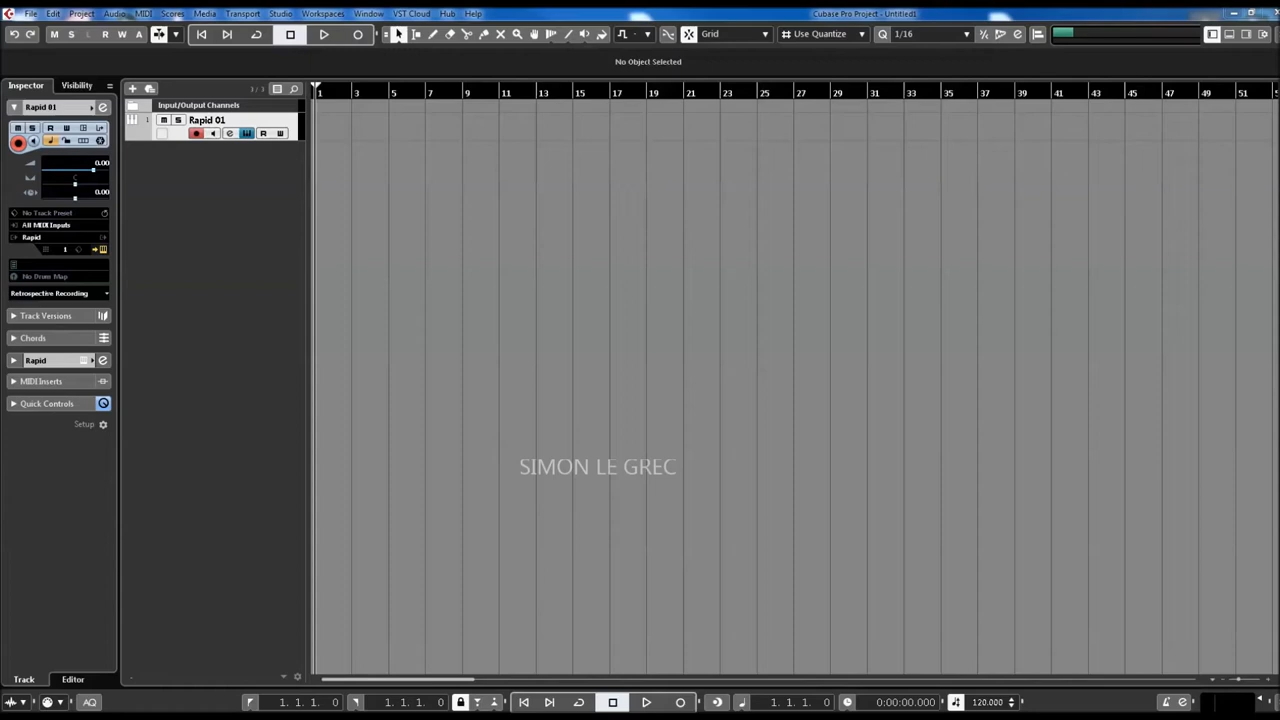 File Edit Project Audio MIDI Scores Media Transport Studio Workspaces Window VST Cloud Hub Help Cubase Pro Project - Untitled1
M S L R W A Grid Use Quantize Q 1/16
No Object Selected
Inspector Visibility 3 / 3 1 3 5 7 9 11 13 15 17 19 21 23 25 27 29 31 33 35 37 39 41 43 45 47 49 51
Rapid 01 Input/Output Channels
1 M S Rapid 01
M S R W R W
0.00
C
0.00
No Track Preset
All MIDI Inputs
Rapid
1
No Drum Map
Retrospective Recording
Track Versions
Chords
Rapid
MIDI Inserts
Quick Controls
Setup
SIMON LE GREC
Track Editor
AQ 1. 1. 1. 0 1. 1. 1. 0 1. 1. 1. 0 0:00:00.000 120.000